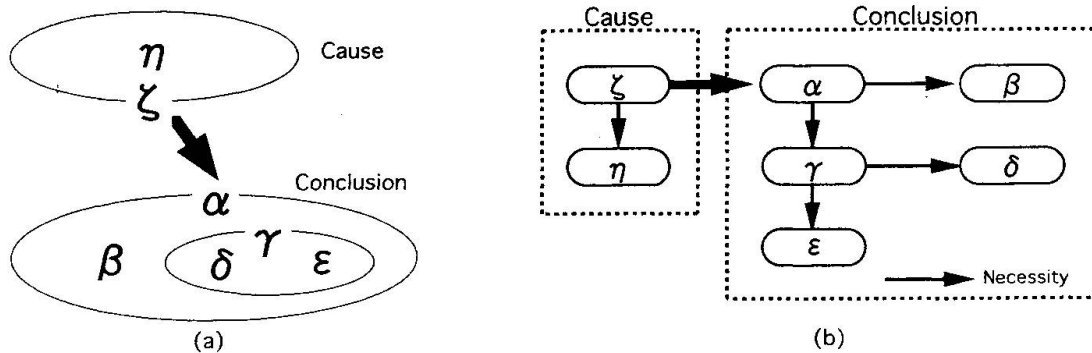 η
Cause
ζ
Conclusion
α
γ
β
δ
ε
(a)
Cause
Conclusion
ζ
α
β
η
γ
δ
ε
Necessity
(b)